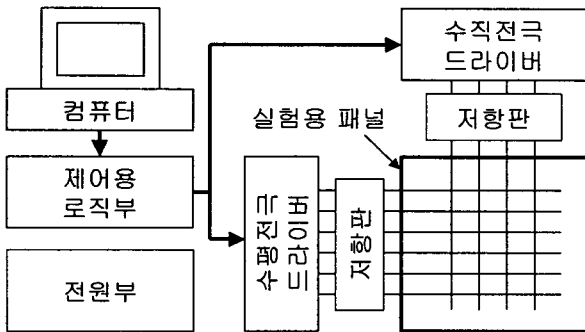 수직전극
드라이버
컴퓨터
실험용 패널
저항판
제어용
로직부
수평전극
드라이버
저항판
전원부